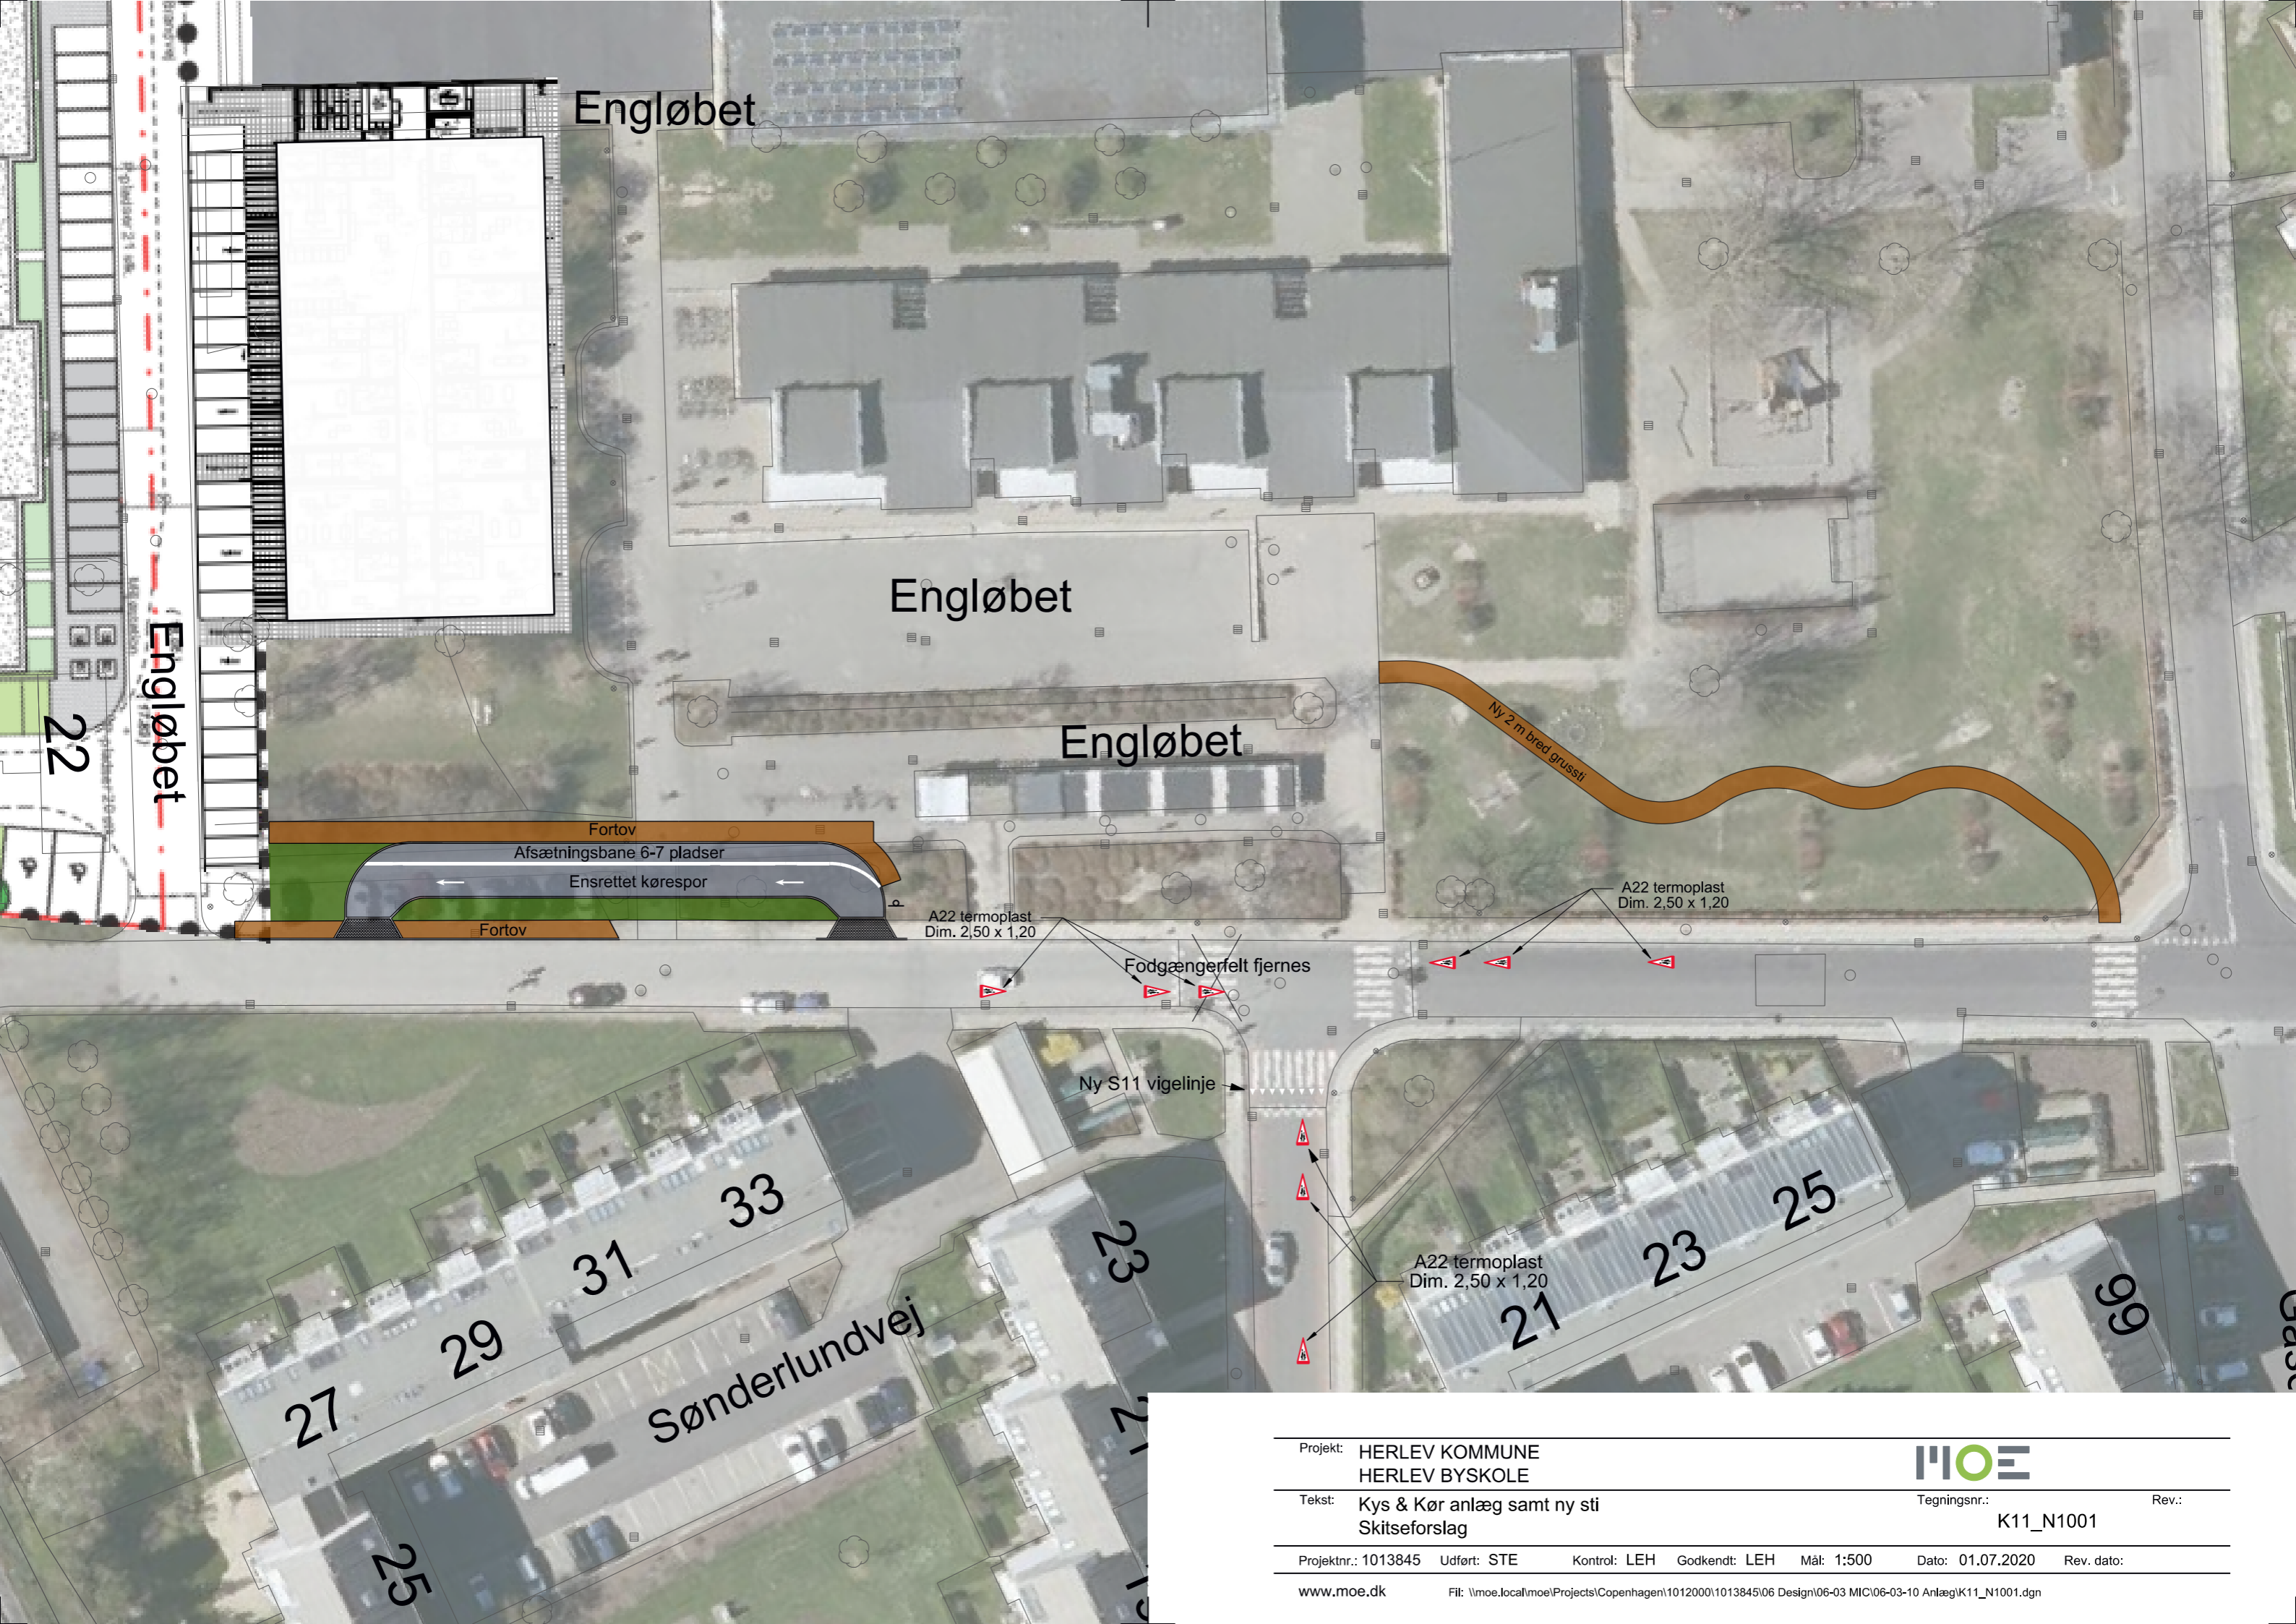 Engløbet
Engløbet
Engløbet
Engløbet
22
Ny 2 m bred grussti
Fortov
Afsætningsbane 6-7 pladser
Ensrettet kørespor
Fortov
P
P
A22 termoplast
Dim. 2,50 x 1,20
A22 termoplast
Dim. 2,50 x 1,20
Fodgængerfelt fjernes
Ny S11 vigelinje
A22 termoplast
Dim. 2,50 x 1,20
33
31
29
27
25
23
21
25
23
21
99
Sønderlundvej
Projekt: HERLEV KOMMUNE
HERLEV BYSKOLE
MOE
Tekst: Kys & Kør anlæg samt ny sti
Skitseforslag
Tegningsnr.: Rev.:
K11_N1001
Projektnr.: 1013845 Udført: STE Kontrol: LEH Godkendt: LEH Mål: 1:500 Dato: 01.07.2020 Rev. dato:
www.moe.dk Fil: \\moe.local\moe\Projects\Copenhagen\1012000\1013845\06 Design\06-03 MIC\06-03-10 Anlæg\K11_N1001.dgn